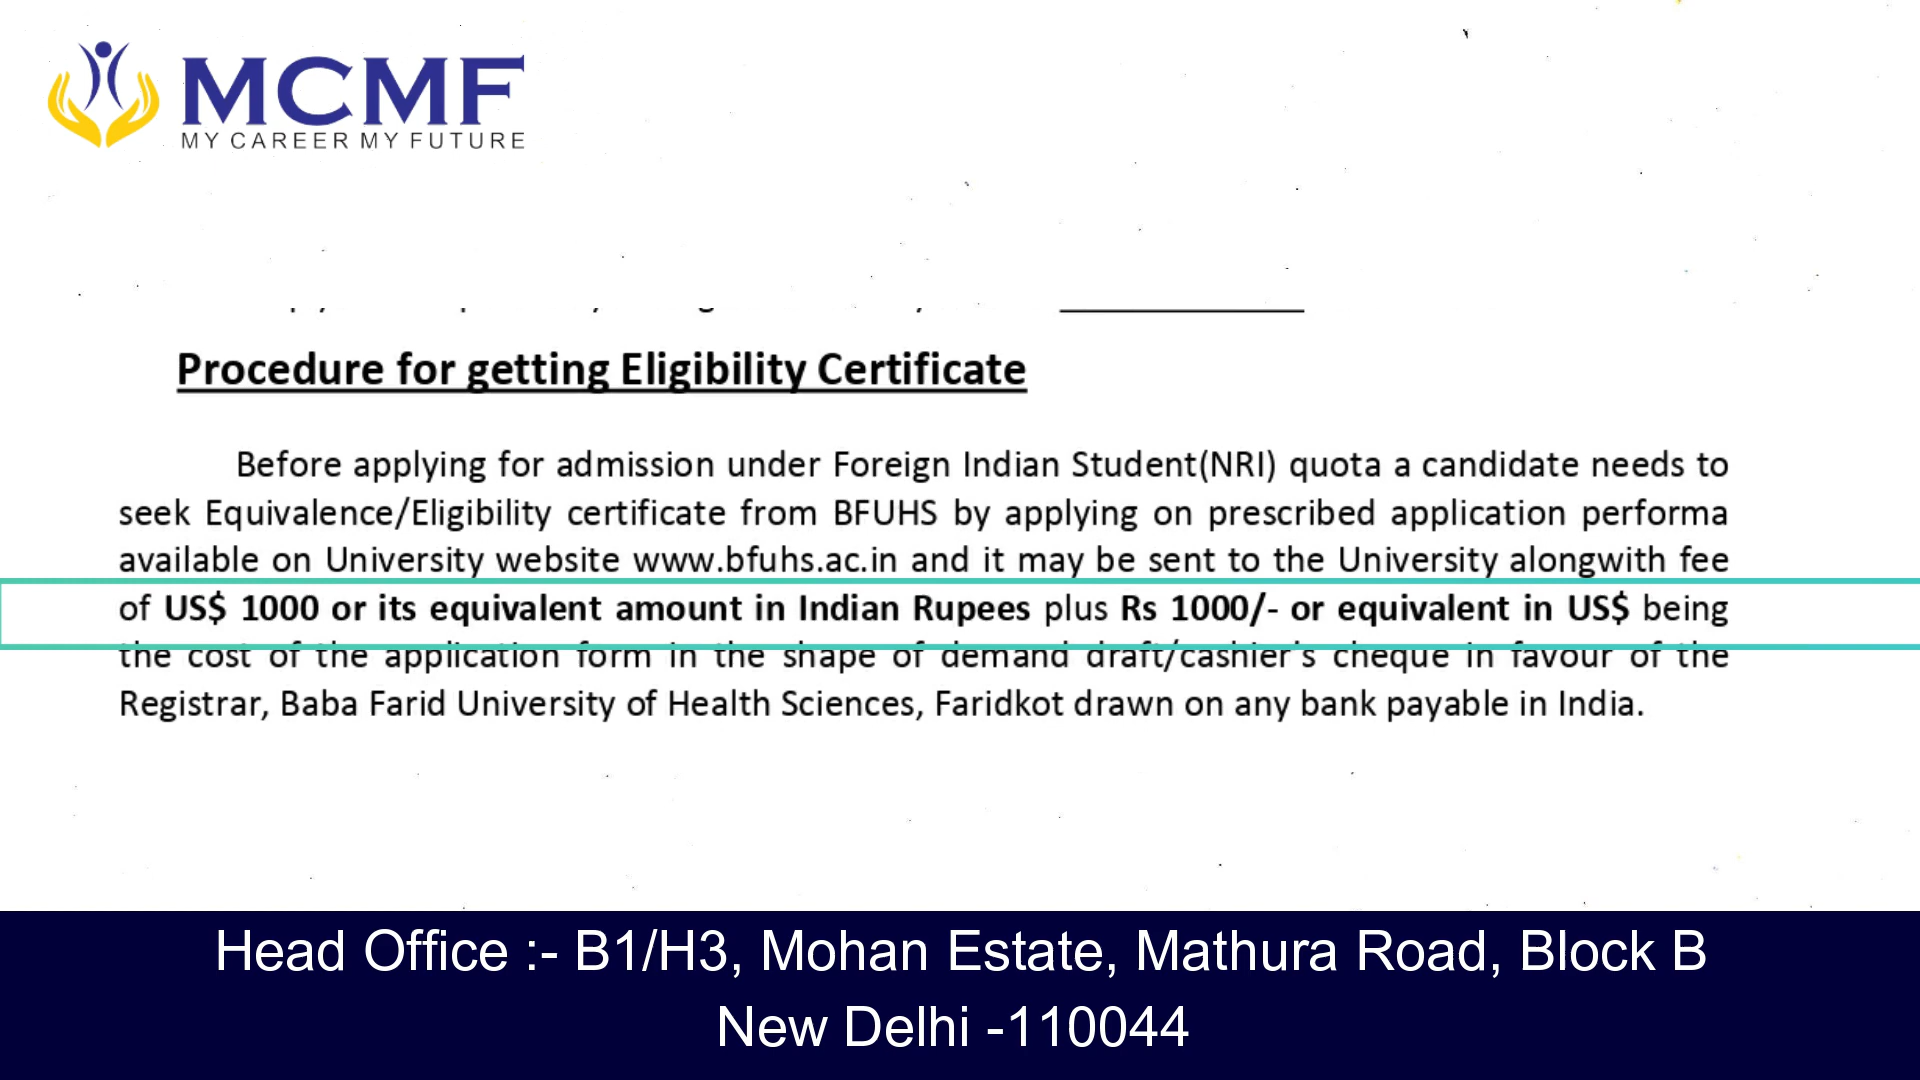 MCMF
MY CAREER MY FUTURE
Procedure for getting Eligibility Certificate
Before applying for admission under Foreign Indian Student(NRI) quota a candidate needs to
seek Equivalence/Eligibility certificate from BFUHS by applying on prescribed application performa
available on University website www.bfuhs.ac.in and it may be sent to the University alongwith fee
of US$ 1000 or its equivalent amount in Indian Rupees plus Rs 1000/- or equivalent in US$ being
the cost of the application form in the shape of demand draft/cashier's cheque in favour of the
Registrar, Baba Farid University of Health Sciences, Faridkot drawn on any bank payable in India.
Head Office :- B1/H3, Mohan Estate, Mathura Road, Block B
New Delhi -110044